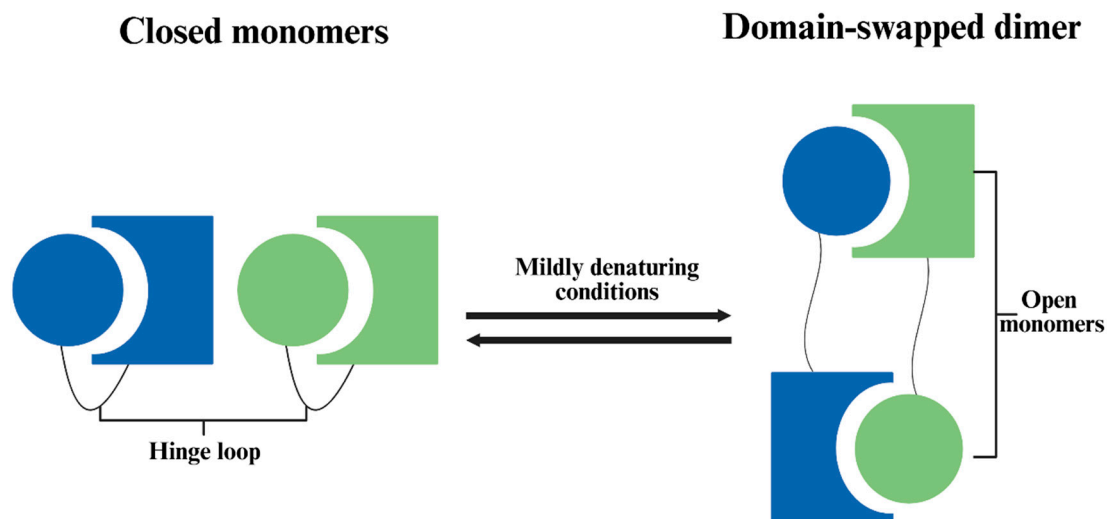 Closed monomers
Domain-swapped dimer
Mildly denaturing
conditions
Open
monomers
Hinge loop